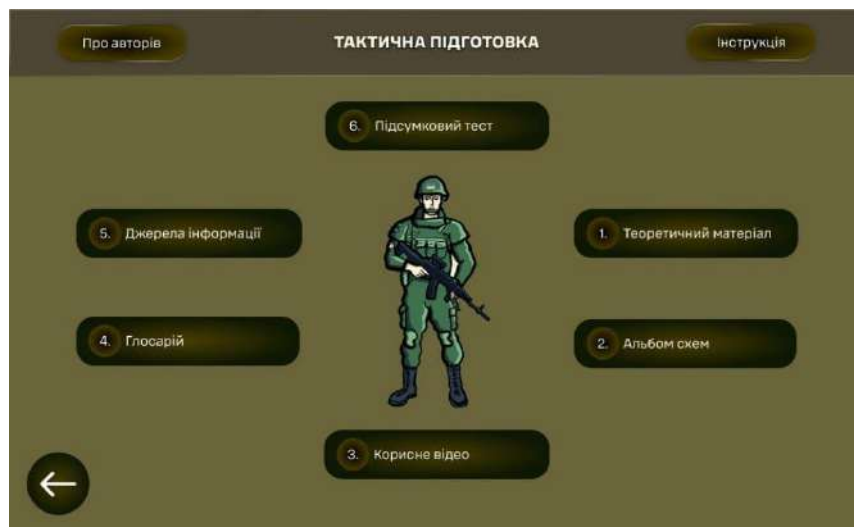 Про авторів
ТАКТИЧНА ПІДГОТОВКА
Інструкція
6. Підсумковий тест
5. Джерела інформації
1. Теоретичний матеріал
4. Глосарій
2. Альбом схем
3. Корисне відео